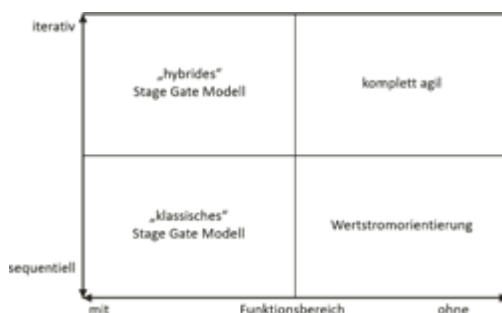 iterativ
„hybrides“
Stage Gate Modell
komplett agil
„klassisches“
Stage Gate Modell
Wertstromorientierung
sequentiell
mit
Funktionsbereich
ohne